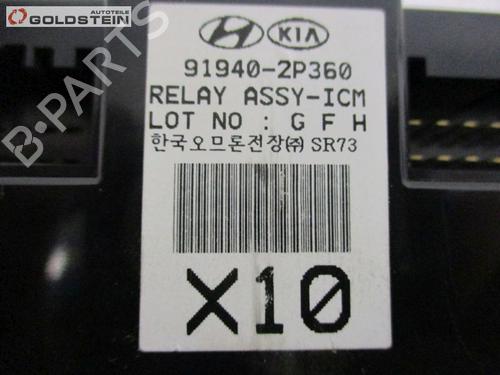 Autoteile
GOLDSTEIN
B-Parts
KIA
91940-2P360
RELAY ASSY-ICM
LOT NO : G F H
한국오므론전장㈜ SR73
X10